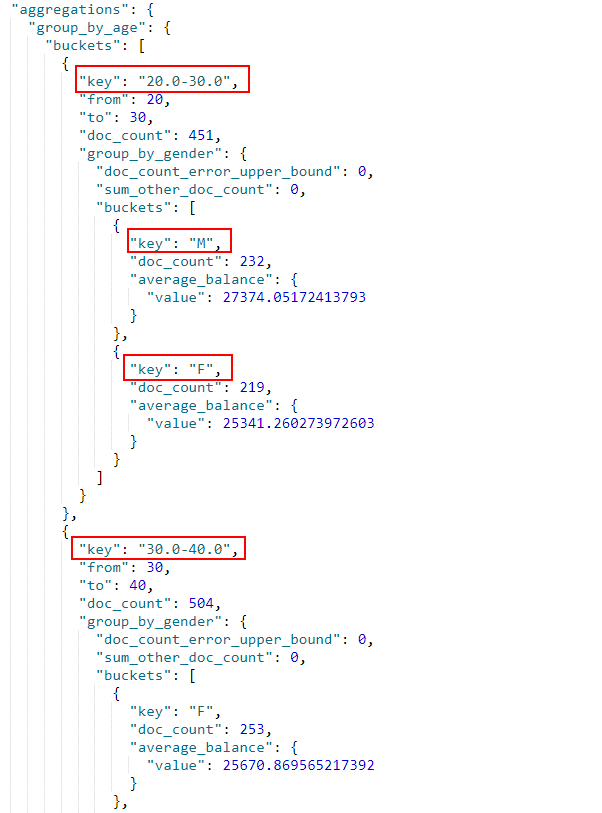 "aggregations": {
"group_by_age": {
"buckets": [
{
"key": "20.0-30.0",
"from": 20,
"to": 30,
"doc_count": 451,
"group_by_gender": {
"doc_count_error_upper_bound": 0,
"sum_other_doc_count": 0,
"buckets": [
{
"key": "M",
"doc_count": 232,
"average_balance": {
"value": 27374.05172413793
}
},
{
"key": "F",
"doc_count": 219,
"average_balance": {
"value": 25341.260273972603
}
}
]
}
},
{
"key": "30.0-40.0",
"from": 30,
"to": 40,
"doc_count": 504,
"group_by_gender": {
"doc_count_error_upper_bound": 0,
"sum_other_doc_count": 0,
"buckets": [
{
"key": "F",
"doc_count": 253,
"average_balance": {
"value": 25670.869565217392
}
},